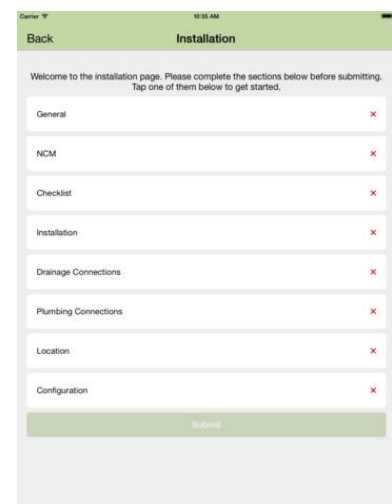 Carrier 10:35 AM
Back Installation
Welcome to the installation page. Please complete the sections below before submitting.
Tap one of them below to get started.
General ×
NCM ×
Checklist ×
Installation ×
Drainage Connections ×
Plumbing Connections ×
Location ×
Configuration ×
Submit